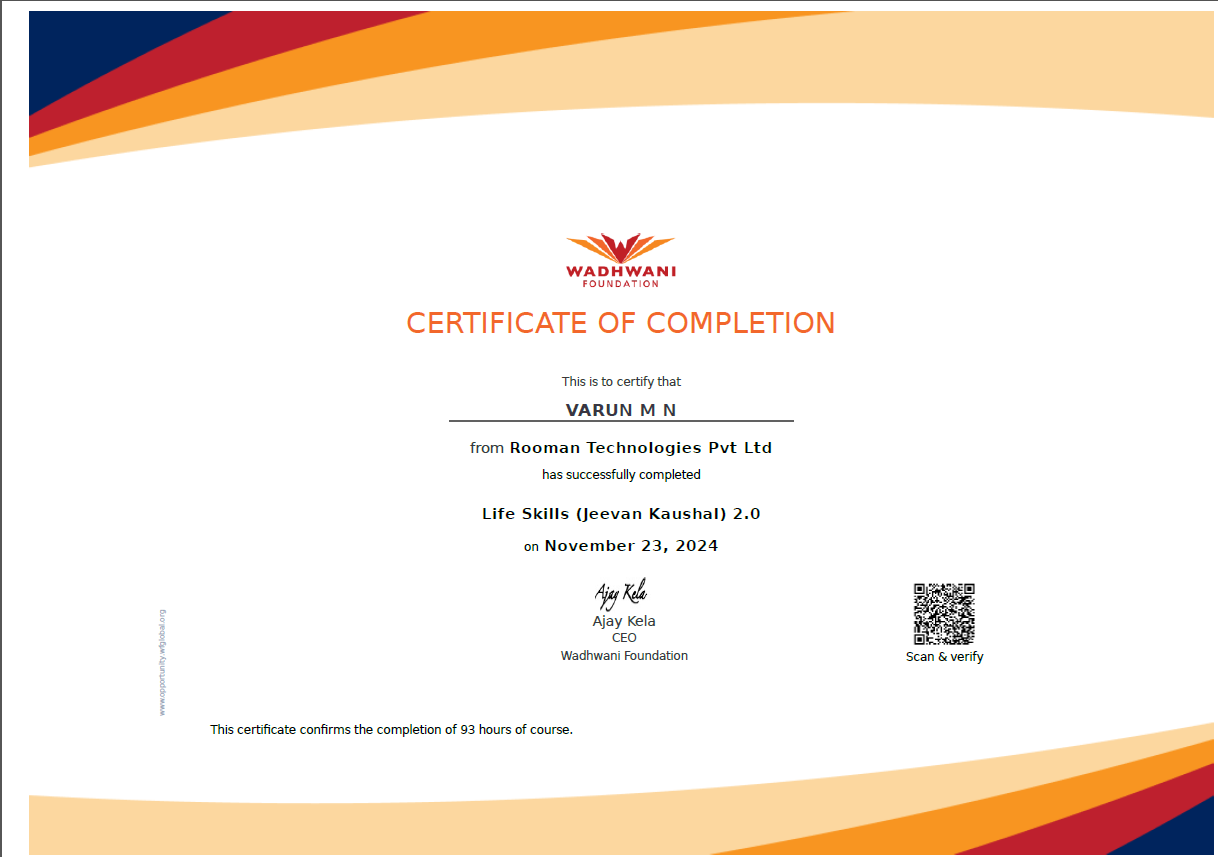 WADHWANI
FOUNDATION
CERTIFICATE OF COMPLETION
This is to certify that
VARUN M N
from Rooman Technologies Pvt Ltd
has successfully completed
Life Skills (Jeevan Kaushal) 2.0
on November 23, 2024
Ajay Kela
Ajay Kela
CEO
Wadhwani Foundation
Scan & verify
www.opportunity.wfglobal.org
This certificate confirms the completion of 93 hours of course.